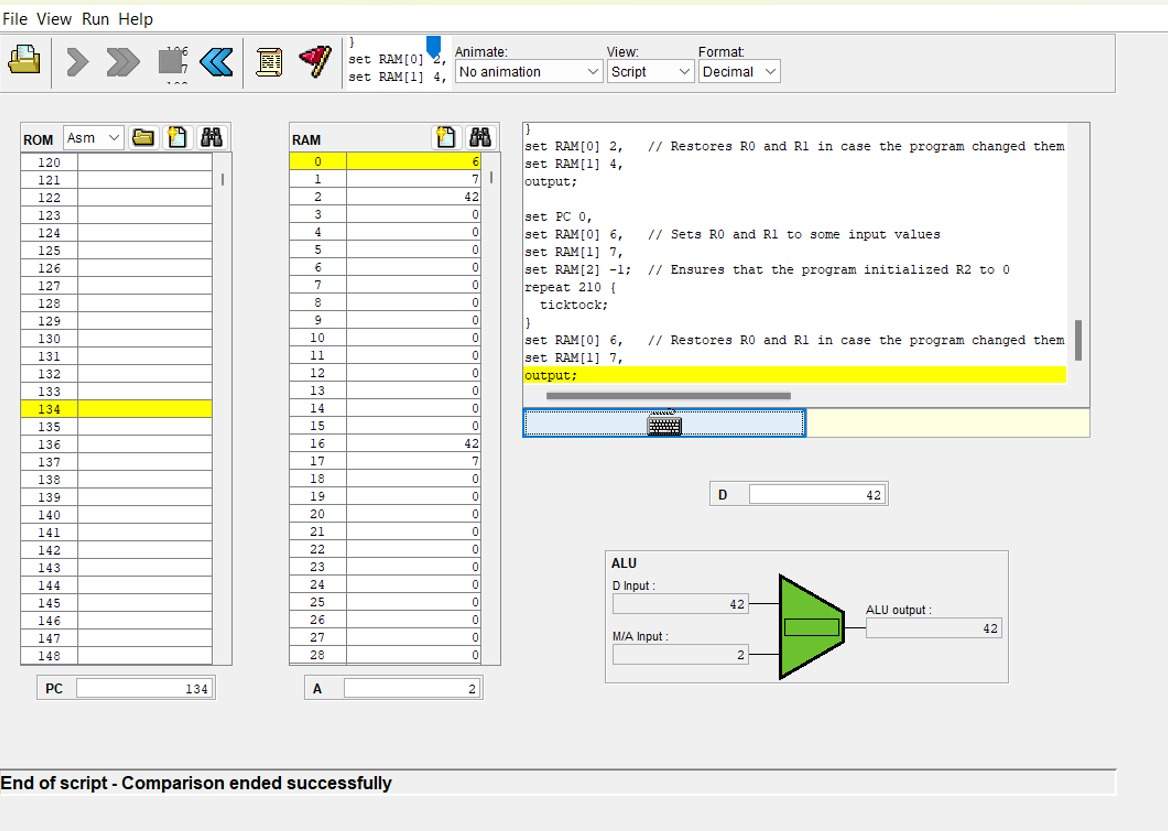 File View Run Help
}
set RAM[0] 2,
set RAM[1] 4,
Animate:
No animation
View:
Script
Format:
Decimal
ROM Asm
120
121
122
123
124
125
126
127
128
129
130
131
132
133
134
135
136
137
138
139
140
141
142
143
144
145
146
147
148
PC 134
RAM
0 6
1 7
2 42
3 0
4 0
5 0
6 0
7 0
8 0
9 0
10 0
11 0
12 0
13 0
14 0
15 0
16 42
17 7
18 0
19 0
20 0
21 0
22 0
23 0
24 0
25 0
26 0
27 0
28 0
A 2
}
set RAM[0] 2,   // Restores R0 and R1 in case the program changed them
set RAM[1] 4,
output;
set PC 0,
set RAM[0] 6,   // Sets R0 and R1 to some input values
set RAM[1] 7,
set RAM[2] -1;  // Ensures that the program initialized R2 to 0
repeat 210 {
  ticktock;
}
set RAM[0] 6,   // Restores R0 and R1 in case the program changed them
set RAM[1] 7,
output;
D 42
ALU
D Input :
42
M/A Input :
2
ALU output :
42
End of script - Comparison ended successfully